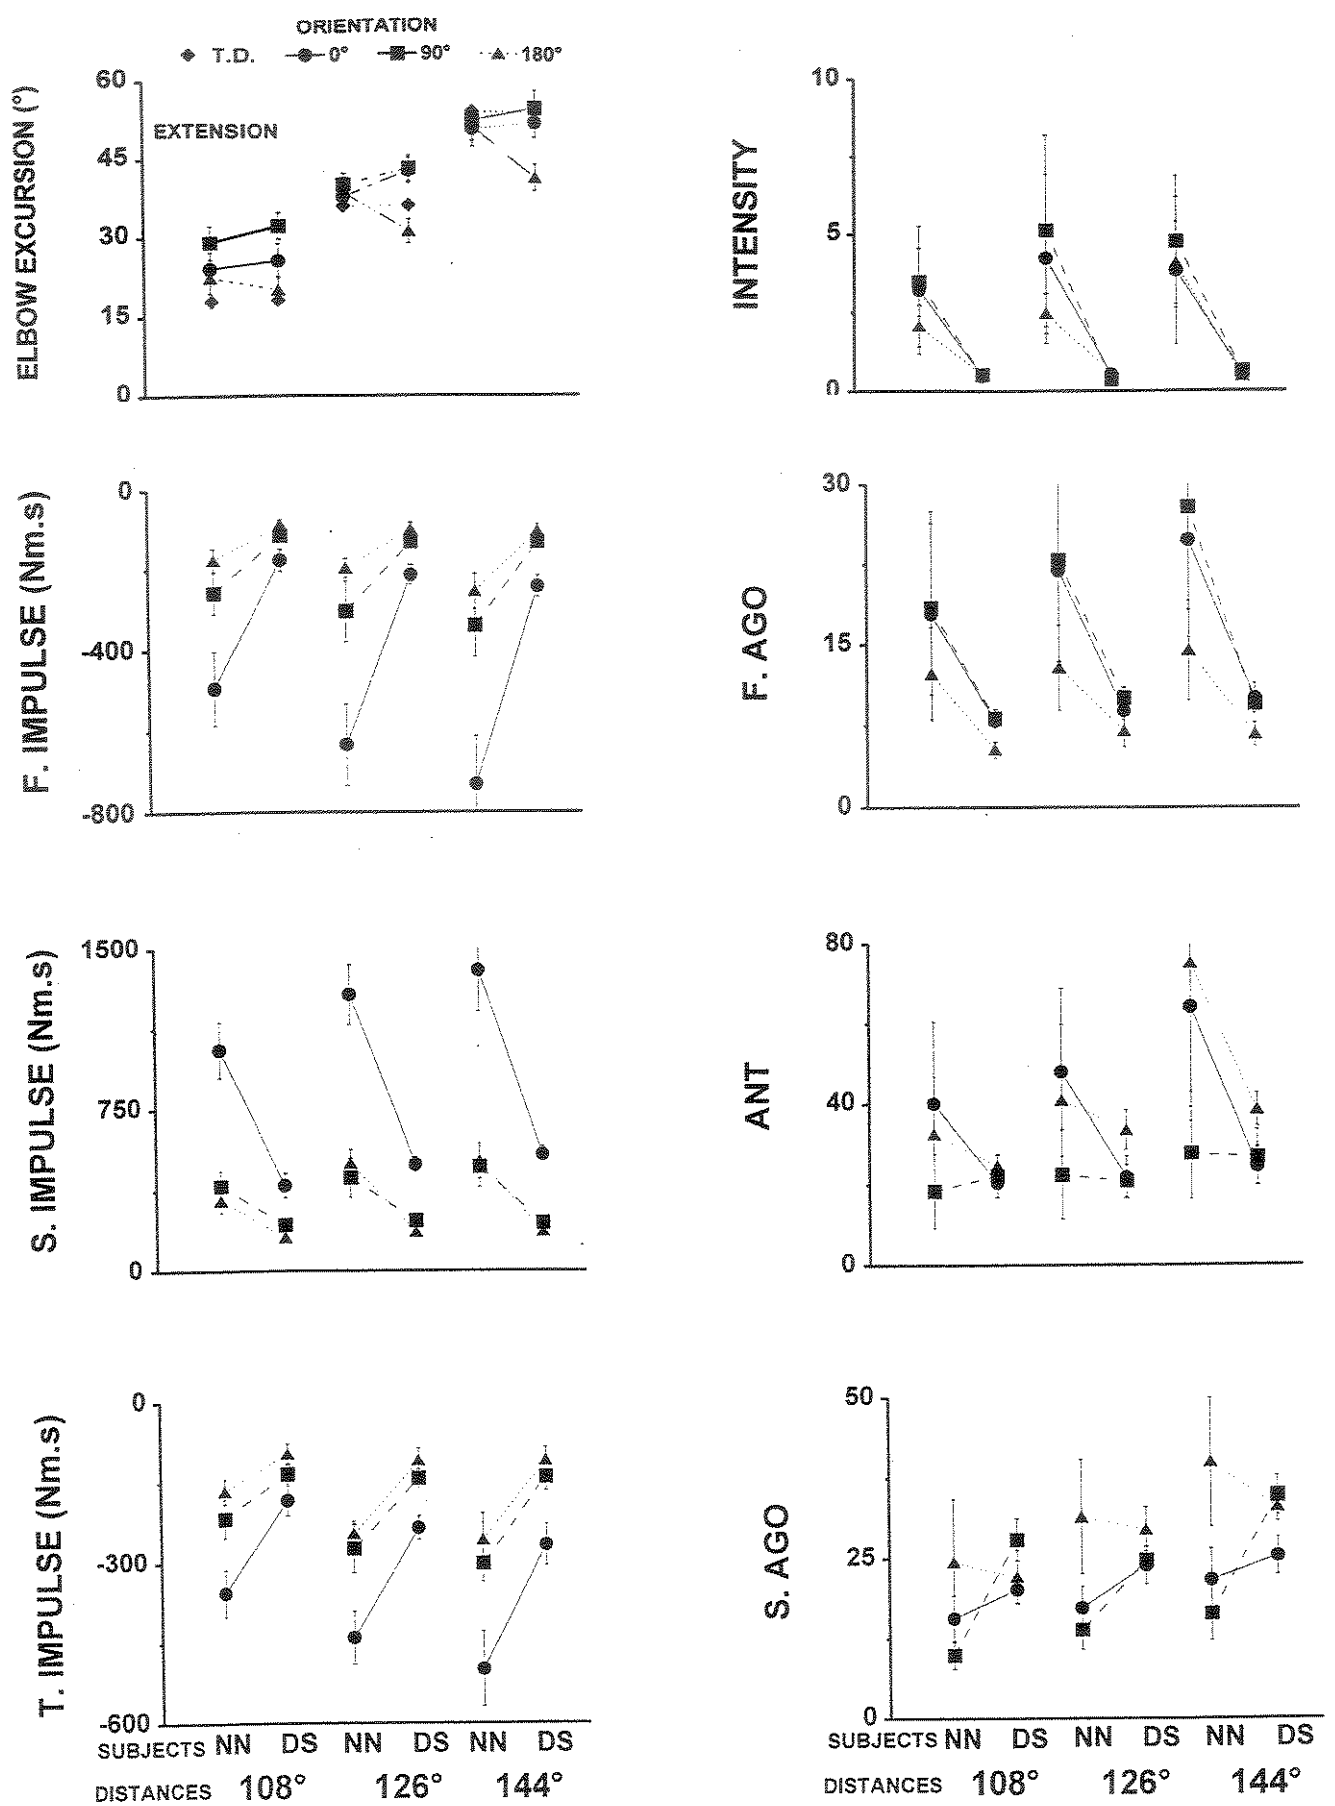 ORIENTATION
T.D. 0° 90° 180°
ELBOW EXCURSION (°)
60
EXTENSION
45
30
15
0
INTENSITY
10
5
0
F. IMPULSE (Nm.s)
0
-400
-800
F. AGO
30
15
0
S. IMPULSE (Nm.s)
1500
750
0
ANT
80
40
0
T. IMPULSE (Nm.s)
0
-300
-600
SUBJECTS NN DS NN DS NN DS
DISTANCES 108° 126° 144°
S. AGO
50
25
0
SUBJECTS NN DS NN DS NN DS
DISTANCES 108° 126° 144°